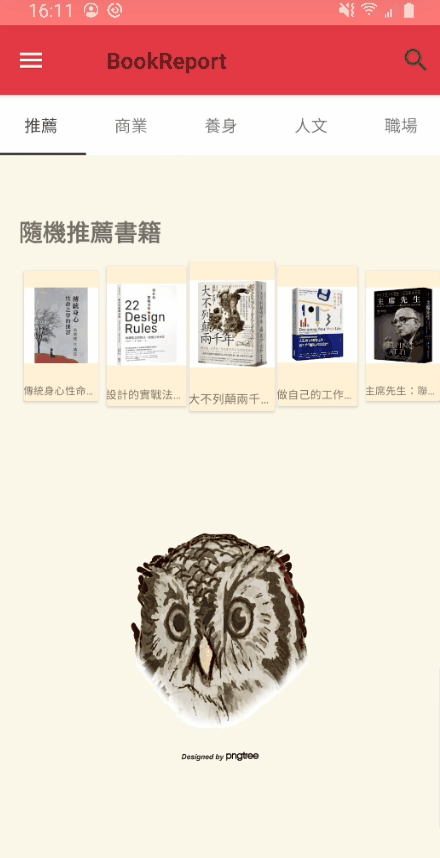 16:11
BookReport
推薦 商業 養身 人文 職場
隨機推薦書籍
傳統身心
性命之學的探討
22
Design
Rules
大不列顛
兩千年
主席先生
傳統身心性命...
設計的實戰法...
大不列顛兩千...
做自己的工作...
主席先生：聯...
Designed by pngtree